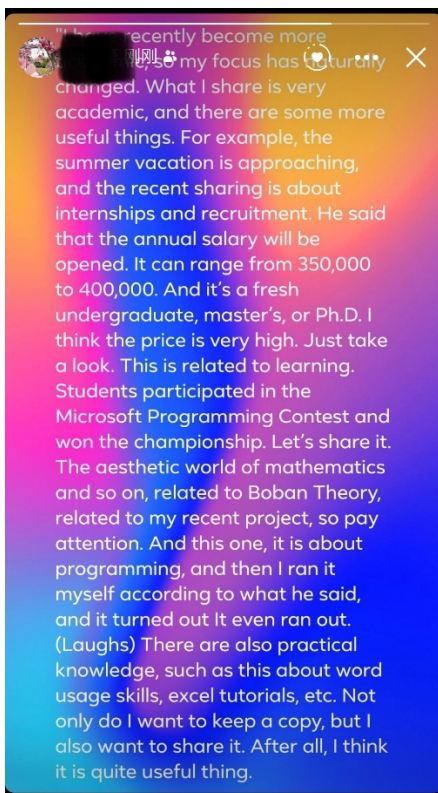 "I have recently become more
so my focus has naturally
changed. What I share is very
academic, and there are some more
useful things. For example, the
summer vacation is approaching,
and the recent sharing is about
internships and recruitment. He said
that the annual salary will be
opened. It can range from 350,000
to 400,000. And it's a fresh
undergraduate, master's, or Ph.D. I
think the price is very high. Just take
a look. This is related to learning.
Students participated in the
Microsoft Programming Contest and
won the championship. Let's share it.
The aesthetic world of mathematics
and so on, related to Boban Theory,
related to my recent project, so pay
attention. And this one, it is about
programming, and then I ran it
myself according to what he said,
and it turned out It even ran out.
(Laughs) There are also practical
knowledge, such as this about word
usage skills, excel tutorials, etc. Not
only do I want to keep a copy, but I
also want to share it. After all, I think
it is quite useful thing.